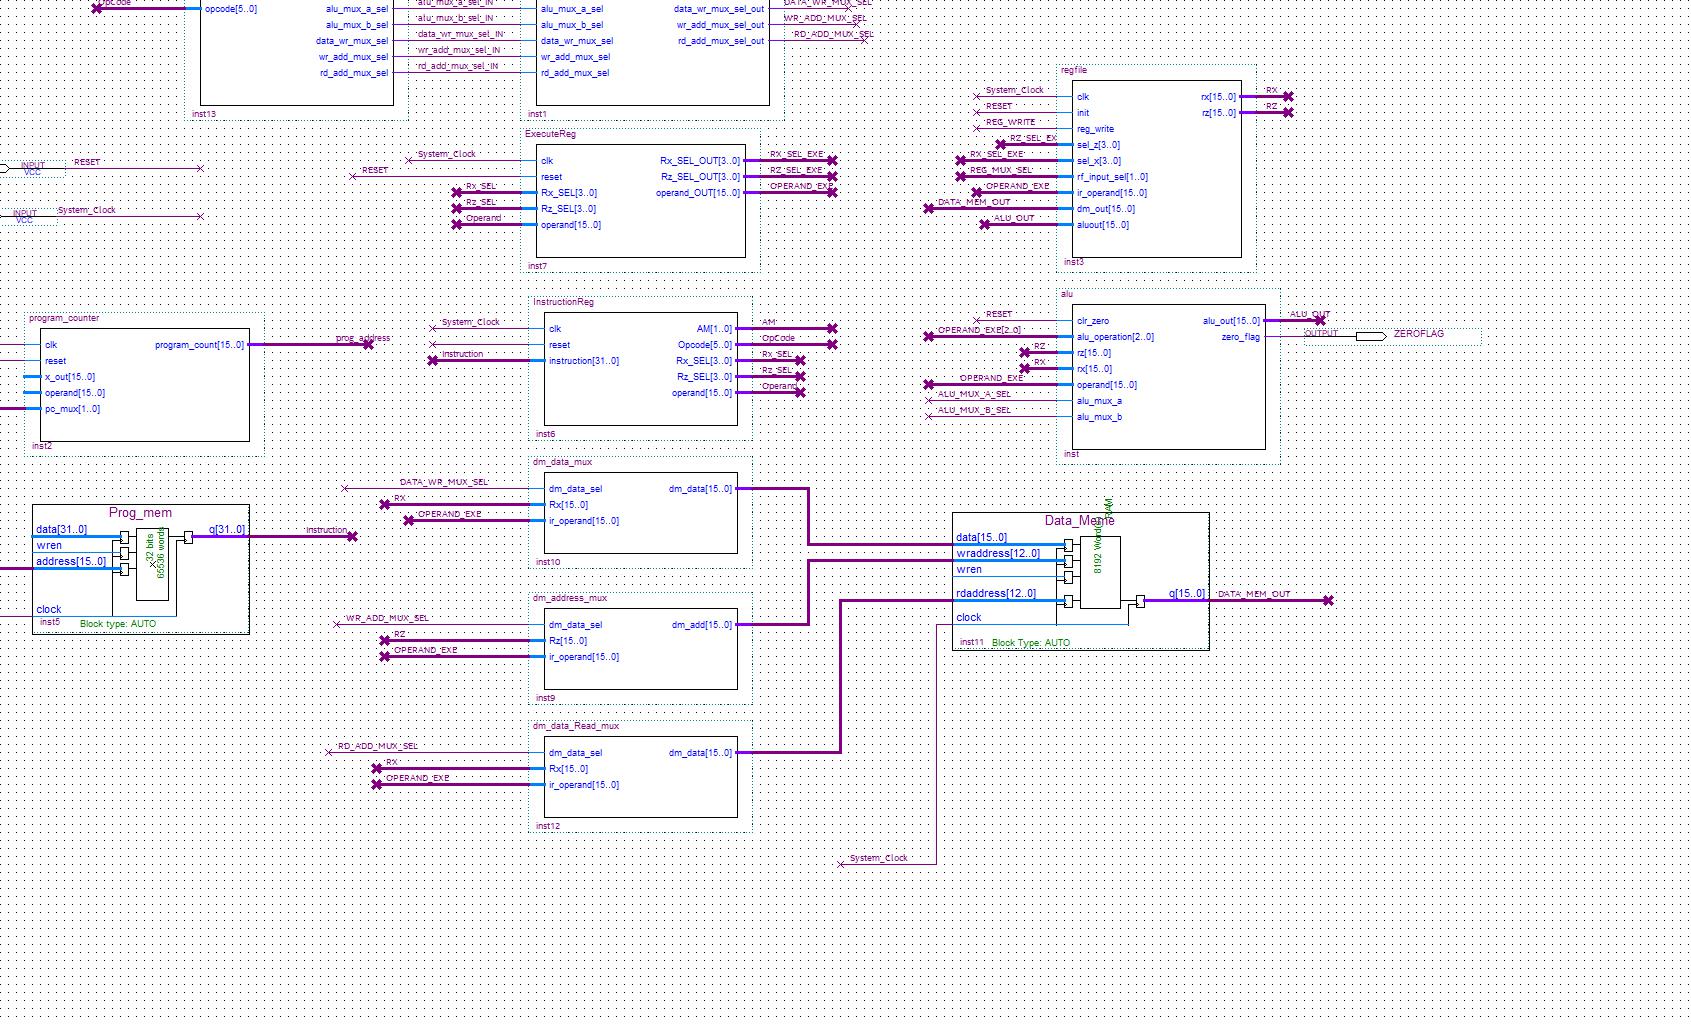 OpCode
opcode[5..0]
alu_mux_a_sel
alu_mux_b_sel
data_wr_mux_sel
wr_add_mux_sel
rd_add_mux_sel
inst13
alu_mux_a_sel_IN
alu_mux_b_sel_IN
data_wr_mux_sel_IN
wr_add_mux_sel_IN
rd_add_mux_sel_IN
alu_mux_a_sel
alu_mux_b_sel
data_wr_mux_sel
wr_add_mux_sel
rd_add_mux_sel
data_wr_mux_sel_out
wr_add_mux_sel_out
rd_add_mux_sel_out
inst1
DATA_WR_MUX_SEL
WR_ADD_MUX_SEL
RD_ADD_MUX_SEL
INPUT
VCC
RESET
INPUT
VCC
System_Clock
ExecuteReg
System_Clock
RESET
Rx_SEL
Rz_SEL
Operand
clk
reset
Rx_SEL[3..0]
Rz_SEL[3..0]
operand[15..0]
Rx_SEL_OUT[3..0]
Rz_SEL_OUT[3..0]
operand_OUT[15..0]
RX_SEL_EXE
RZ_SEL_EXE
OPERAND_EXE
inst7
regfile
System_Clock
RESET
REG_WRITE
RZ_SEL_EX
RX_SEL_EXE
REG_MUX_SEL
OPERAND_EXE
DATA_MEM_OUT
ALU_OUT
clk
init
reg_write
sel_z[3..0]
sel_x[3..0]
rf_input_sel[1..0]
ir_operand[15..0]
dm_out[15..0]
aluout[15..0]
rx[15..0]
rz[15..0]
RX
RZ
inst3
program_counter
clk
reset
x_out[15..0]
operand[15..0]
pc_mux[1..0]
program_count[15..0]
prog_address
inst2
InstructionReg
System_Clock
Instruction
clk
reset
instruction[31..0]
AM[1..0]
Opcode[5..0]
Rx_SEL[3..0]
Rz_SEL[3..0]
operand[15..0]
AM
OpCode
Rx_SEL
Rz_SEL
Operand
inst6
alu
RESET
OPERAND_EXE[2..0]
RZ
RX
OPERAND_EXE
ALU_MUX_A_SEL
ALU_MUX_B_SEL
clr_zero
alu_operation[2..0]
rz[15..0]
rx[15..0]
operand[15..0]
alu_mux_a
alu_mux_b
alu_out[15..0]
zero_flag
ALU_OUT
OUTPUT
ZEROFLAG
inst
Prog_mem
data[31..0]
wren
address[15..0]
clock
q[31..0]
32 bits
65536 words
Instruction
inst5
Block type: AUTO
dm_data_mux
DATA_WR_MUX_SEL
RX
OPERAND_EXE
dm_data_sel
Rx[15..0]
ir_operand[15..0]
dm_data[15..0]
inst10
dm_address_mux
WR_ADD_MUX_SEL
RZ
OPERAND_EXE
dm_data_sel
Rz[15..0]
ir_operand[15..0]
dm_add[15..0]
inst9
dm_data_Read_mux
RD_ADD_MUX_SEL
RX
OPERAND_EXE
dm_data_sel
Rx[15..0]
ir_operand[15..0]
dm_data[15..0]
inst12
Data_Meme
data[15..0]
wraddress[12..0]
wren
rdaddress[12..0]
clock
q[15..0]
DATA_MEM_OUT
inst11
Block Type: AUTO
System_Clock